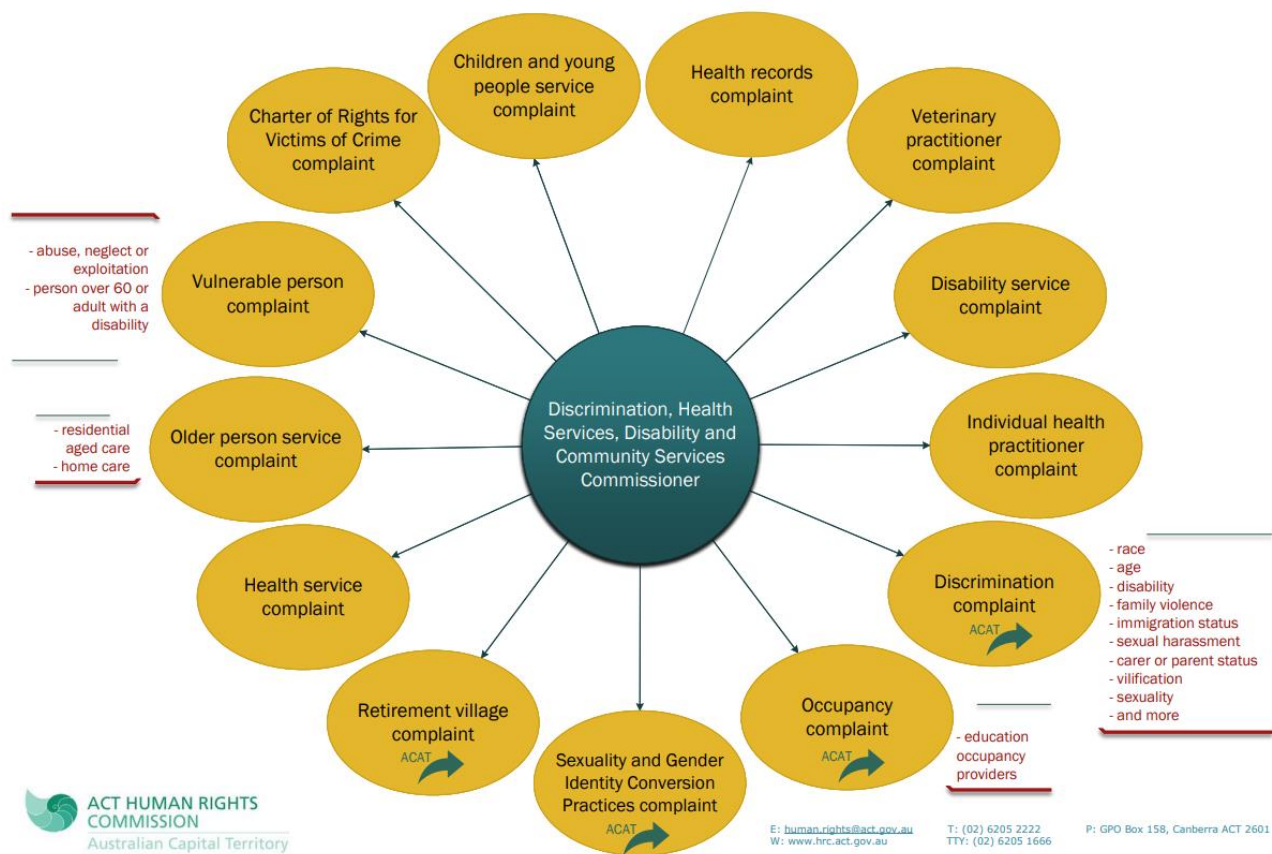 Children and young
people service
complaint
Health records
complaint
Charter of Rights for
Victims of Crime
complaint
Veterinary
practitioner
complaint
- abuse, neglect or
exploitation
- person over 60 or
adult with a
disability
Vulnerable person
complaint
Disability service
complaint
Discrimination, Health
Services, Disability and
Community Services
Commissioner
- residential
aged care
- home care
Older person service
complaint
Individual health
practitioner
complaint
Health service
complaint
Discrimination
complaint
ACAT
- race
- age
- disability
- family violence
- immigration status
- sexual harassment
- carer or parent status
- vilification
- sexuality
- and more
Retirement village
complaint
ACAT
Sexuality and Gender
Identity Conversion
Practices complaint
ACAT
Occupancy
complaint
ACAT
- education
occupancy
providers
ACT HUMAN RIGHTS
COMMISSION
Australian Capital Territory
E: human.rights@act.gov.au T: (02) 6205 2222 P: GPO Box 158, Canberra ACT 2601
W: www.hrc.act.gov.au TTY: (02) 6205 1666